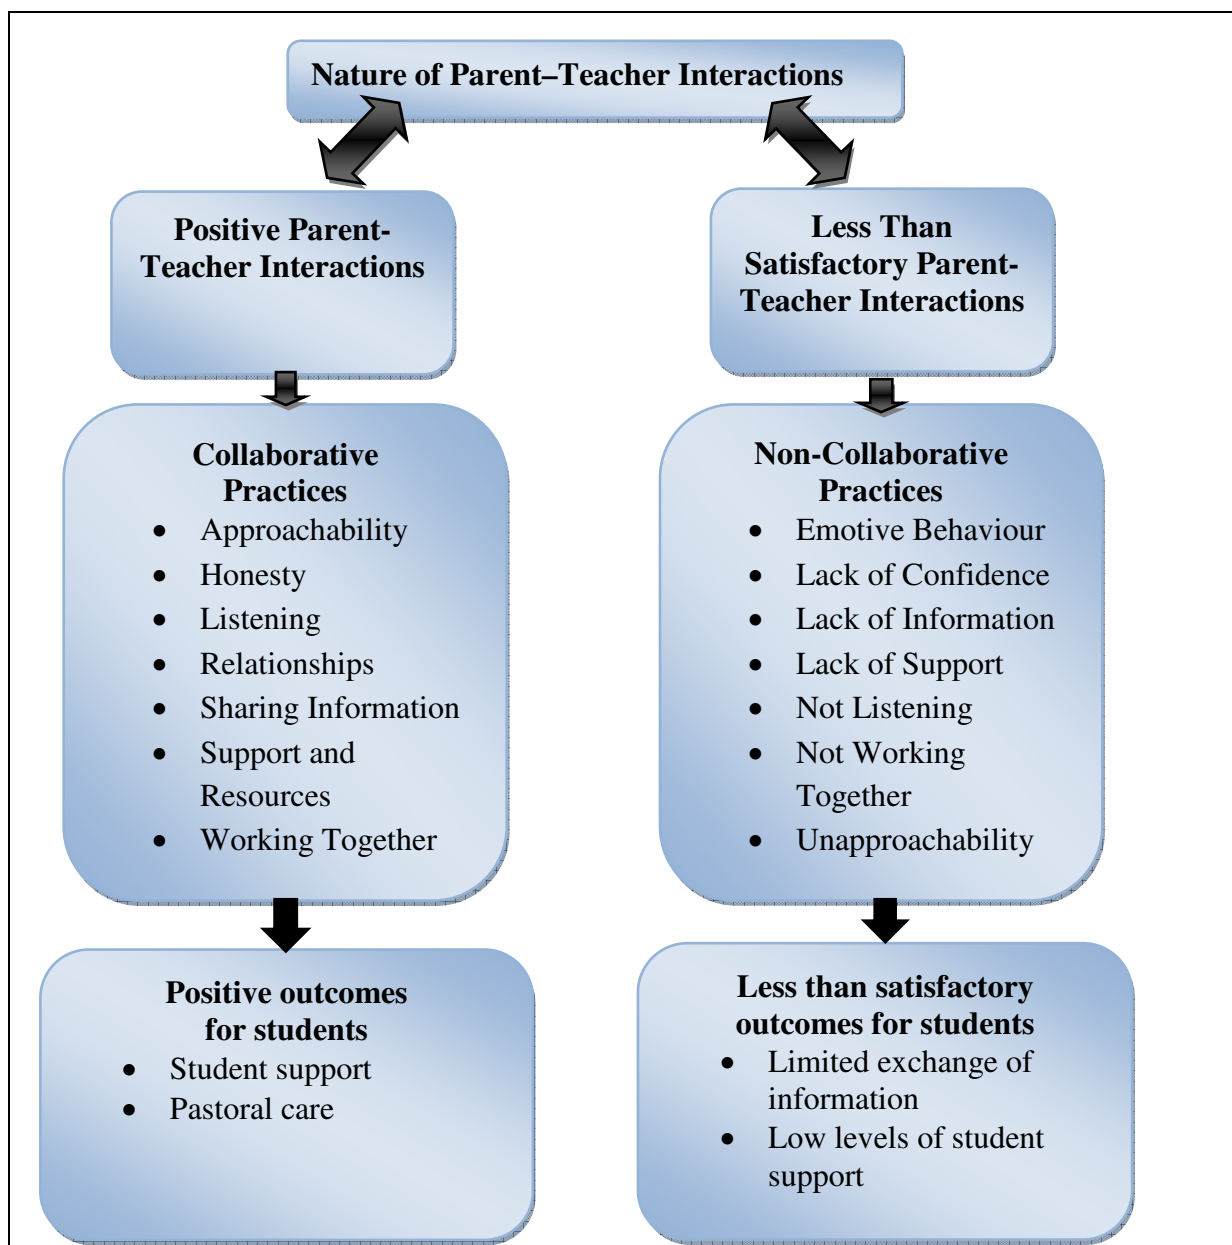 Nature of Parent–Teacher Interactions
Positive Parent-
Teacher Interactions
Less Than
Satisfactory Parent-
Teacher Interactions
Collaborative
Practices
• Approachability
• Honesty
• Listening
• Relationships
• Sharing Information
• Support and
Resources
• Working Together
Non-Collaborative
Practices
• Emotive Behaviour
• Lack of Confidence
• Lack of Information
• Lack of Support
• Not Listening
• Not Working
Together
• Unapproachability
Positive outcomes
for students
• Student support
• Pastoral care
Less than satisfactory
outcomes for students
• Limited exchange of
information
• Low levels of student
support